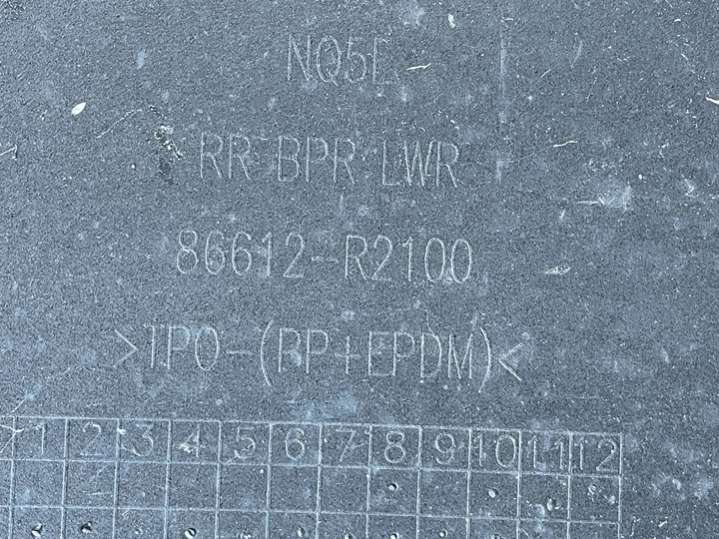 NQ5E
RR BPR LWR
86612-R2100
>TPO-(PP+EPDM)<
1 2 3 4 5 6 7 8 9 10 11 12